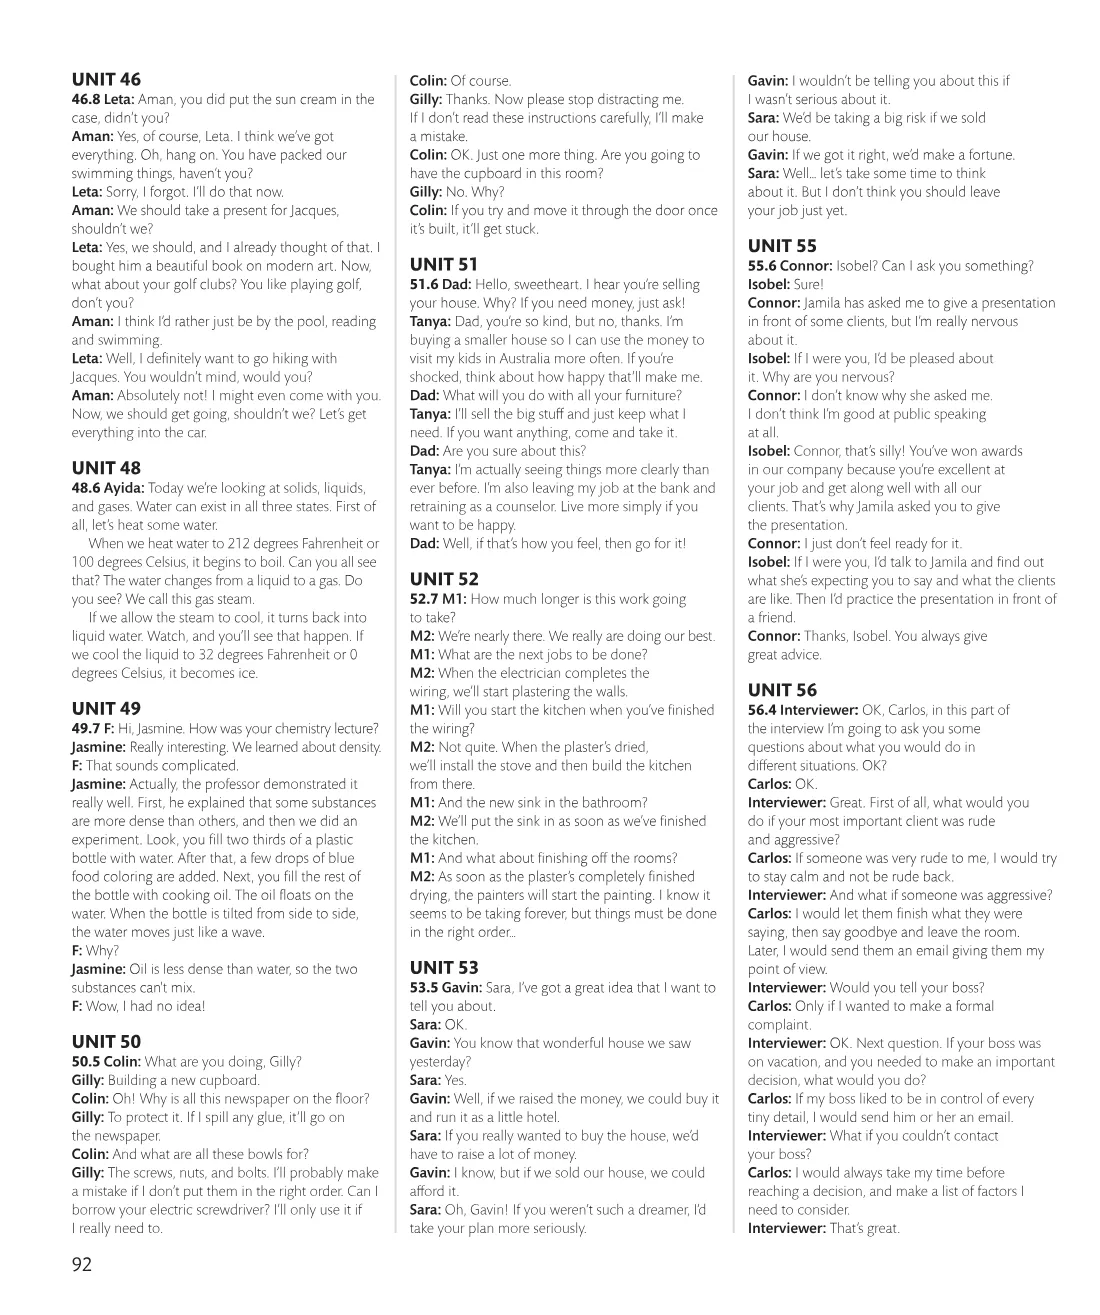 UNIT 46
46.8 Leta: Aman, you did put the sun cream in the
case, didn't you?
Aman: Yes, of course, Leta. I think we've got
everything. Oh, hang on. You have packed our
swimming things, haven't you?
Leta: Sorry, I forgot. I'll do that now.
Aman: We should take a present for Jacques,
shouldn't we?
Leta: Yes, we should, and I already thought of that. I
bought him a beautiful book on modern art. Now,
what about your golf clubs? You like playing golf,
don't you?
Aman: I think I'd rather just be by the pool, reading
and swimming.
Leta: Well, I definitely want to go hiking with
Jacques. You wouldn't mind, would you?
Aman: Absolutely not! I might even come with you.
Now, we should get going, shouldn't we? Let's get
everything into the car.
UNIT 48
48.6 Ayida: Today we're looking at solids, liquids,
and gases. Water can exist in all three states. First of
all, let's heat some water.
When we heat water to 212 degrees Fahrenheit or
100 degrees Celsius, it begins to boil. Can you all see
that? The water changes from a liquid to a gas. Do
you see? We call this gas steam.
If we allow the steam to cool, it turns back into
liquid water. Watch, and you'll see that happen. If
we cool the liquid to 32 degrees Fahrenheit or 0
degrees Celsius, it becomes ice.
UNIT 49
49.7 F: Hi, Jasmine. How was your chemistry lecture?
Jasmine: Really interesting. We learned about density.
F: That sounds complicated.
Jasmine: Actually, the professor demonstrated it
really well. First, he explained that some substances
are more dense than others, and then we did an
experiment. Look, you fill two thirds of a plastic
bottle with water. After that, a few drops of blue
food coloring are added. Next, you fill the rest of
the bottle with cooking oil. The oil floats on the
water. When the bottle is tilted from side to side,
the water moves just like a wave.
F: Why?
Jasmine: Oil is less dense than water, so the two
substances can't mix.
F: Wow, I had no idea!
UNIT 50
50.5 Colin: What are you doing, Gilly?
Gilly: Building a new cupboard.
Colin: Oh! Why is all this newspaper on the floor?
Gilly: To protect it. If I spill any glue, it'll go on
the newspaper.
Colin: And what are all these bowls for?
Gilly: The screws, nuts, and bolts. I'll probably make
a mistake if I don't put them in the right order. Can I
borrow your electric screwdriver? I'll only use it if
I really need to.
Colin: Of course.
Gilly: Thanks. Now please stop distracting me.
If I don't read these instructions carefully, I'll make
a mistake.
Colin: OK. Just one more thing. Are you going to
have the cupboard in this room?
Gilly: No. Why?
Colin: If you try and move it through the door once
it's built, it'll get stuck.
UNIT 51
51.6 Dad: Hello, sweetheart. I hear you're selling
your house. Why? If you need money, just ask!
Tanya: Dad, you're so kind, but no, thanks. I'm
buying a smaller house so I can use the money to
visit my kids in Australia more often. If you're
shocked, think about how happy that'll make me.
Dad: What will you do with all your furniture?
Tanya: I'll sell the big stuff and just keep what I
need. If you want anything, come and take it.
Dad: Are you sure about this?
Tanya: I'm actually seeing things more clearly than
ever before. I'm also leaving my job at the bank and
retraining as a counselor. Live more simply if you
want to be happy.
Dad: Well, if that's how you feel, then go for it!
UNIT 52
52.7 M1: How much longer is this work going
to take?
M2: We're nearly there. We really are doing our best.
M1: What are the next jobs to be done?
M2: When the electrician completes the
wiring, we'll start plastering the walls.
M1: Will you start the kitchen when you've finished
the wiring?
M2: Not quite. When the plaster's dried,
we'll install the stove and then build the kitchen
from there.
M1: And the new sink in the bathroom?
M2: We'll put the sink in as soon as we've finished
the kitchen.
M1: And what about finishing off the rooms?
M2: As soon as the plaster's completely finished
drying, the painters will start the painting. I know it
seems to be taking forever, but things must be done
in the right order...
UNIT 53
53.5 Gavin: Sara, I've got a great idea that I want to
tell you about.
Sara: OK.
Gavin: You know that wonderful house we saw
yesterday?
Sara: Yes.
Gavin: Well, if we raised the money, we could buy it
and run it as a little hotel.
Sara: If you really wanted to buy the house, we'd
have to raise a lot of money.
Gavin: I know, but if we sold our house, we could
afford it.
Sara: Oh, Gavin! If you weren't such a dreamer, I'd
take your plan more seriously.
Gavin: I wouldn't be telling you about this if
I wasn't serious about it.
Sara: We'd be taking a big risk if we sold
our house.
Gavin: If we got it right, we'd make a fortune.
Sara: Well... let's take some time to think
about it. But I don't think you should leave
your job just yet.
UNIT 55
55.6 Connor: Isobel? Can I ask you something?
Isobel: Sure!
Connor: Jamila has asked me to give a presentation
in front of some clients, but I'm really nervous
about it.
Isobel: If I were you, I'd be pleased about
it. Why are you nervous?
Connor: I don't know why she asked me.
I don't think I'm good at public speaking
at all.
Isobel: Connor, that's silly! You've won awards
in our company because you're excellent at
your job and get along well with all our
clients. That's why Jamila asked you to give
the presentation.
Connor: I just don't feel ready for it.
Isobel: If I were you, I'd talk to Jamila and find out
what she's expecting you to say and what the clients
are like. Then I'd practice the presentation in front of
a friend.
Connor: Thanks, Isobel. You always give
great advice.
UNIT 56
56.4 Interviewer: OK, Carlos, in this part of
the interview I'm going to ask you some
questions about what you would do in
different situations. OK?
Carlos: OK.
Interviewer: Great. First of all, what would you
do if your most important client was rude
and aggressive?
Carlos: If someone was very rude to me, I would try
to stay calm and not be rude back.
Interviewer: And what if someone was aggressive?
Carlos: I would let them finish what they were
saying, then say goodbye and leave the room.
Later, I would send them an email giving them my
point of view.
Interviewer: Would you tell your boss?
Carlos: Only if I wanted to make a formal
complaint.
Interviewer: OK. Next question. If your boss was
on vacation, and you needed to make an important
decision, what would you do?
Carlos: If my boss liked to be in control of every
tiny detail, I would send him or her an email.
Interviewer: What if you couldn't contact
your boss?
Carlos: I would always take my time before
reaching a decision, and make a list of factors I
need to consider.
Interviewer: That's great.
92